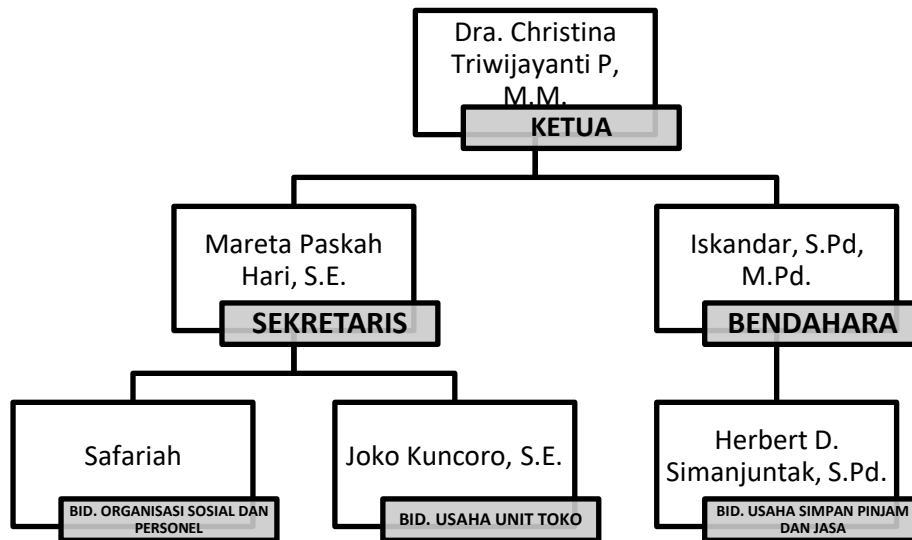 Dra. Christina
Triwijayanti P,
M.M.
KETUA
Mareta Paskah
Hari, S.E.
SEKRETARIS
Iskandar, S.Pd,
M.Pd.
BENDAHARA
Safariah
BID. ORGANISASI SOSIAL DAN
PERSONEL
Joko Kuncoro, S.E.
BID. USAHA UNIT TOKO
Herbert D.
Simanjuntak, S.Pd.
BID. USAHA SIMPAN PINJAM
DAN JASA